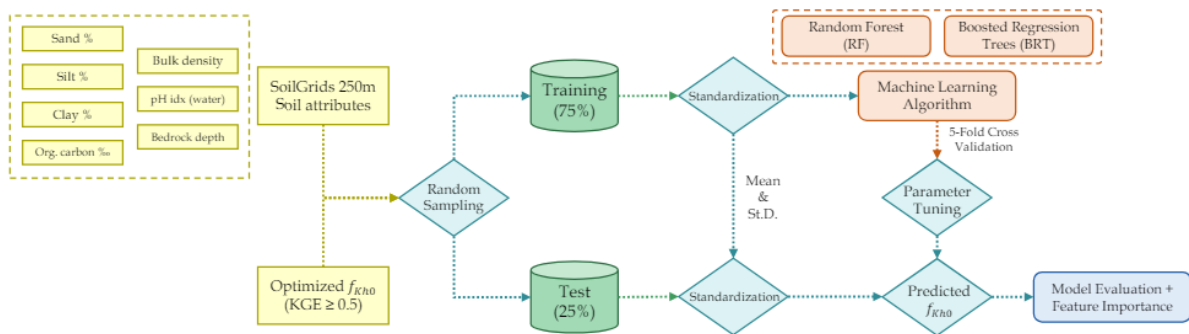 Sand %
Silt %
Clay %
Org. carbon ‰
Bulk density
pH idx (water)
Bedrock depth
SoilGrids 250m
Soil attributes
Optimized fKh0
(KGE ≥ 0.5)
Random
Sampling
Training
(75%)
Test
(25%)
Standardization
Mean
&
St.D.
Standardization
Random Forest
(RF)
Boosted Regression
Trees (BRT)
Machine Learning
Algorithm
5-Fold Cross
Validation
Parameter
Tuning
Predicted
fKh0
Model Evaluation +
Feature Importance